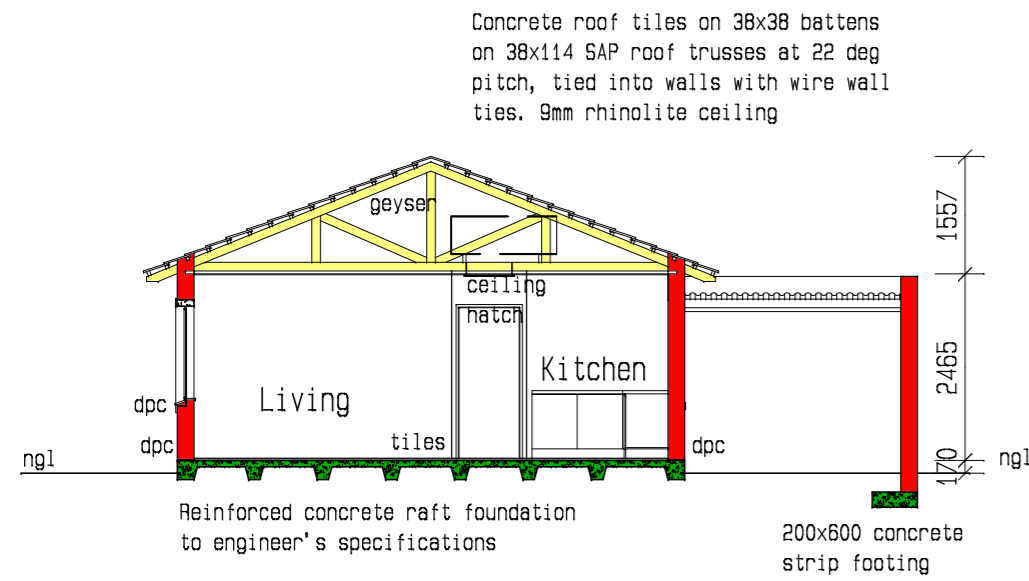 Concrete roof tiles on 38x38 battens
on 38x114 SAP roof trusses at 22 deg
pitch, tied into walls with wire wall
ties. 9mm rhinolite ceiling
geyser
1557
ceiling
hatch
2465
Kitchen
Living
dpc
dpc
tiles
dpc
ngl
170
ngl
Reinforced concrete raft foundation
to engineer's specifications
200x600 concrete
strip footing